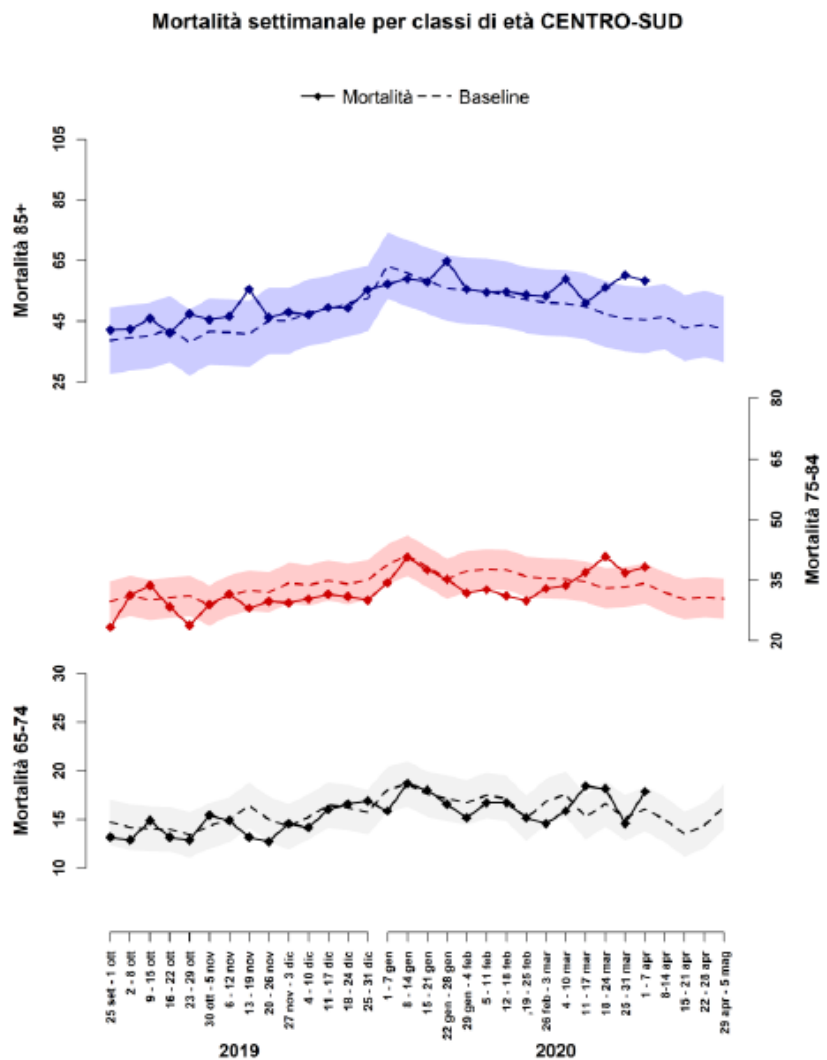 Mortalità settimanale per classi di età CENTRO-SUD
Mortalità Baseline
Mortalità 85+
105
85
65
45
25
Mortalità 75-84
80
65
50
35
20
Mortalità 65-74
30
25
20
15
10
25 set - 1 ott
2 - 8 ott
9 - 15 ott
16 - 22 ott
23 - 29 ott
30 ott - 5 nov
6 - 12 nov
13 - 19 nov
20 - 26 nov
27 nov - 3 dic
4 - 10 dic
11 - 17 dic
18 - 24 dic
25 - 31 dic
1 - 7 gen
8 - 14 gen
15 - 21 gen
22 gen - 28 gen
29 gen - 4 feb
5 - 11 feb
12 - 18 feb
,19 - 25 feb
26 feb - 3 mar
4 - 10 mar
11 - 17 mar
18 - 24 mar
25 - 31 mar
1 - 7 apr
8-14 apr
15 - 21 apr
22 - 28 apr
29 apr - 5 mag
2019 2020